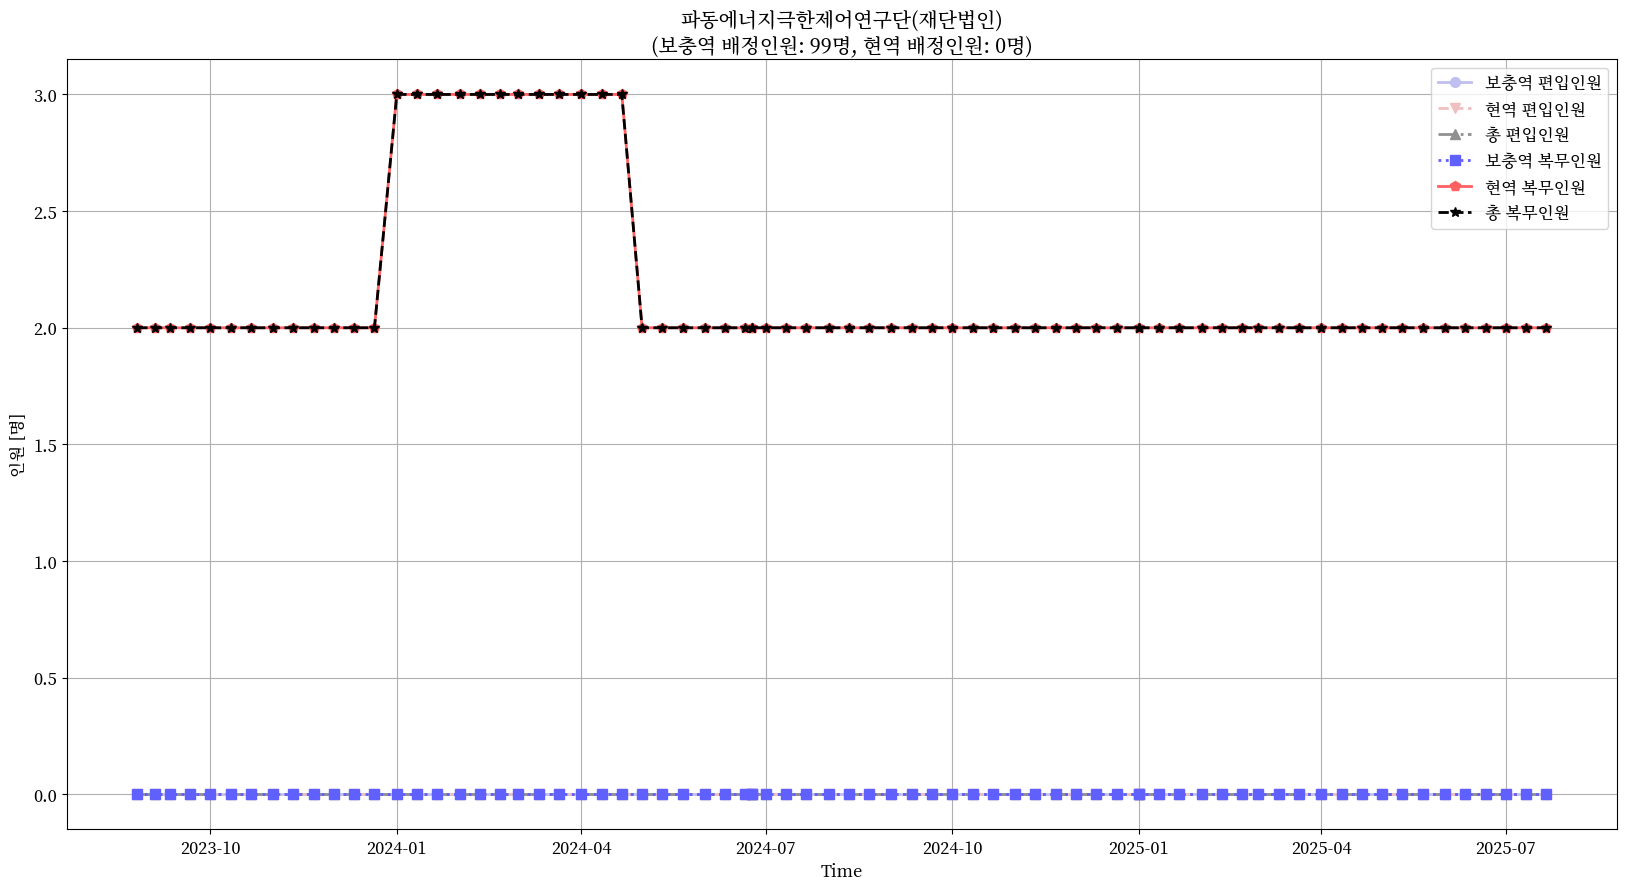 파동에너지극한제어연구단(재단법인)
(보충역 배정인원: 99명, 현역 배정인원: 0명)
보충역 편입인원
현역 편입인원
총 편입인원
보충역 복무인원
현역 복무인원
총 복무인원
인원 [명]
3.0
2.5
2.0
1.5
1.0
0.5
0.0
2023-10
2024-01
2024-04
2024-07
2024-10
2025-01
2025-04
2025-07
Time